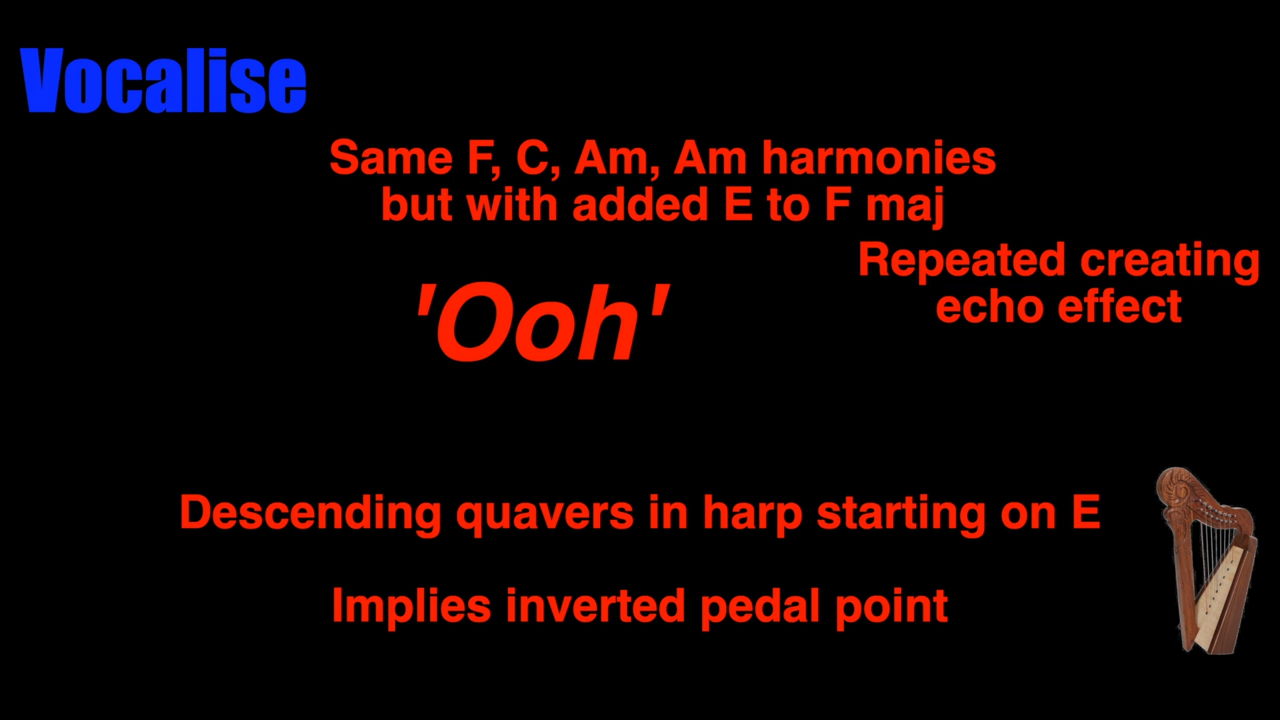 Vocalise
Same F, C, Am, Am harmonies
but with added E to F maj
Repeated creating
echo effect
'Ooh'
Descending quavers in harp starting on E
Implies inverted pedal point